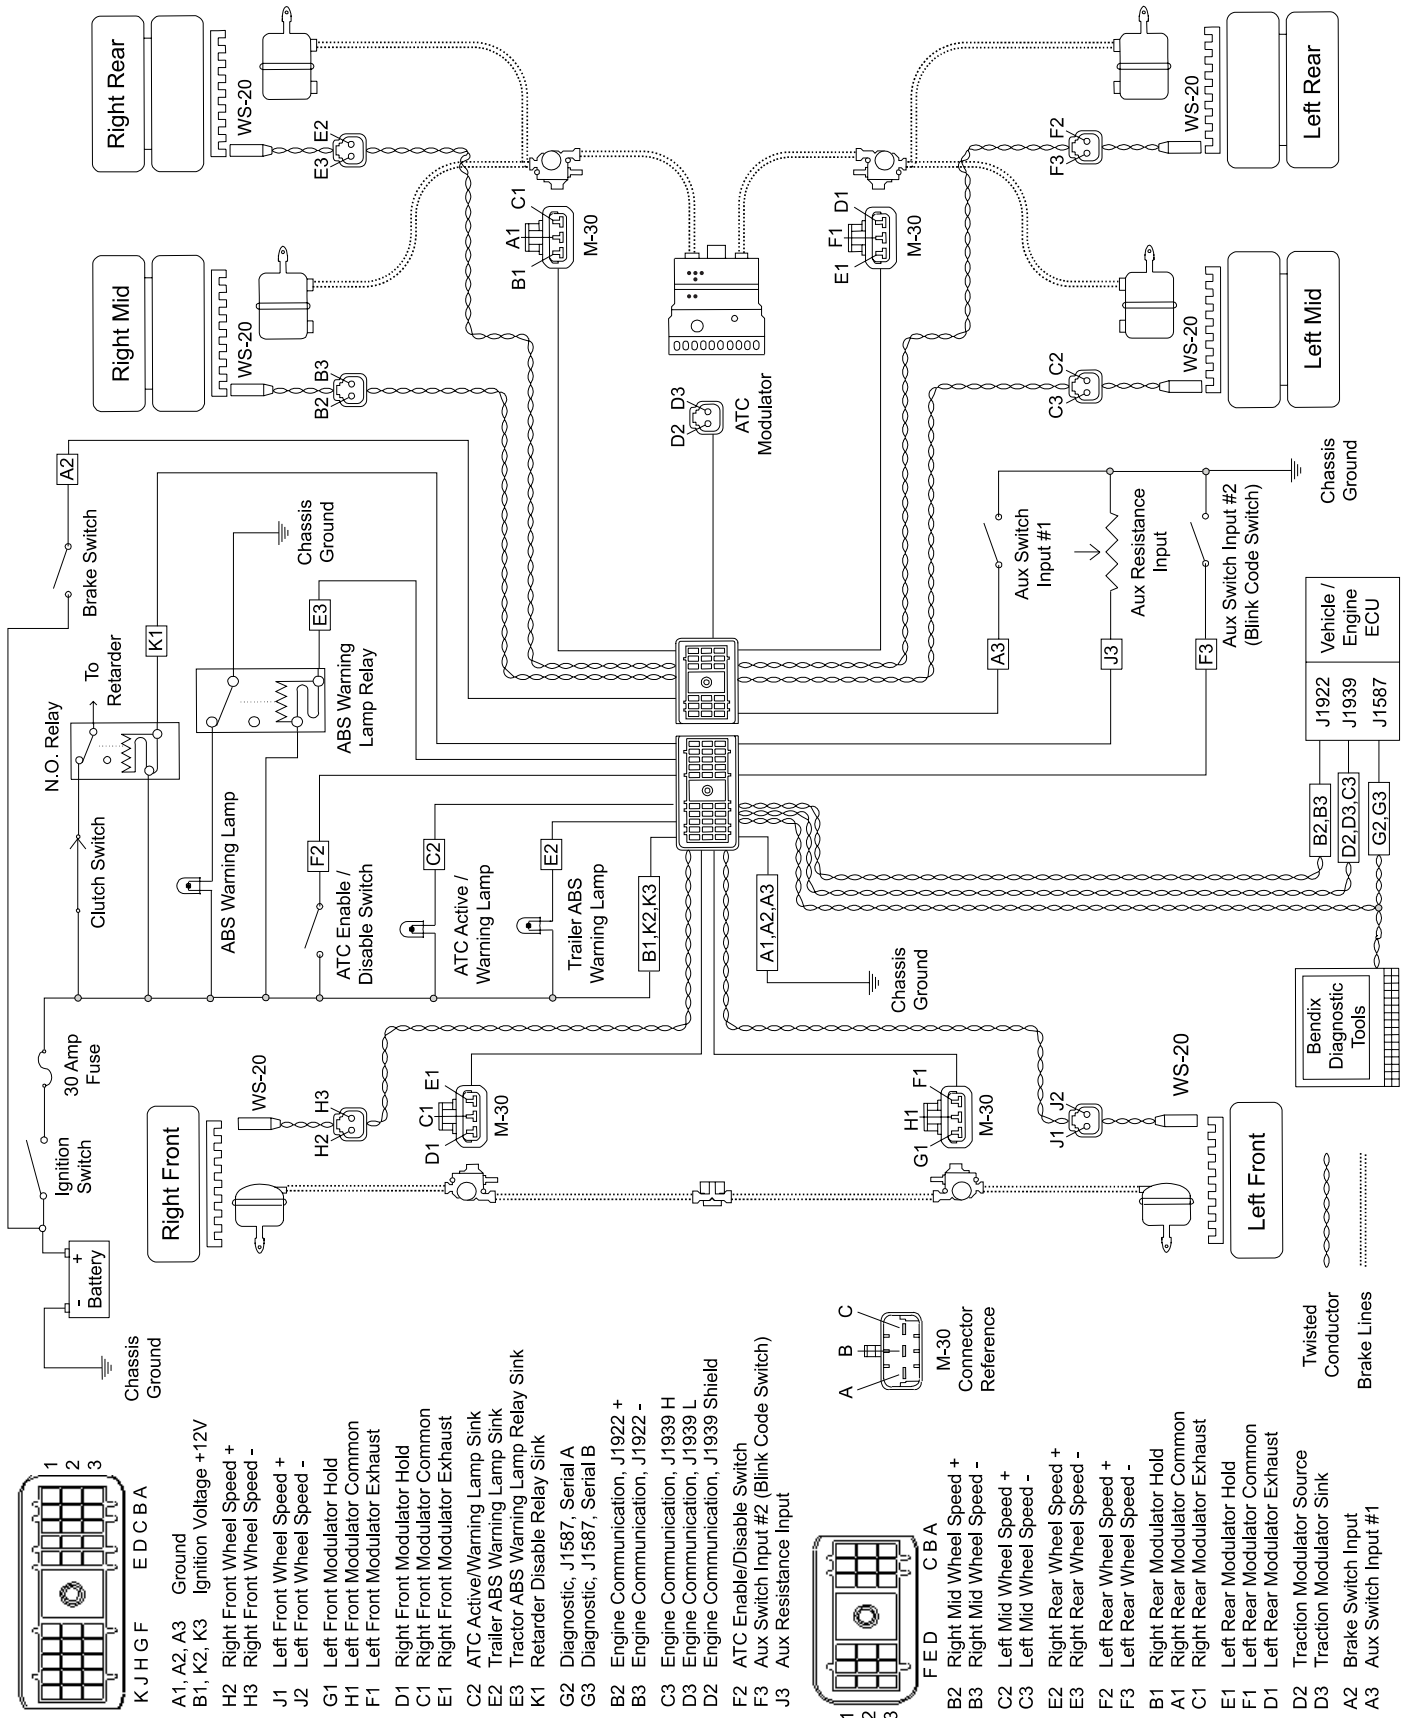 Right Rear
Right Mid
Left Rear
Left Mid
WS-20
E3 E2
WS-20
B2 B3
WS-20
F3 F2
WS-20
C3 C2
B1 A1 C1
M-30
E1 F1 D1
M-30
D2 D3
ATC
Modulator
A2
Brake Switch
K1
To
Retarder
N.O. Relay
Chassis
Ground
E3
ABS Warning
Lamp Relay
Clutch Switch
ABS Warning Lamp
F2
ATC Enable /
Disable Switch
C2
ATC Active /
Warning Lamp
E2
Trailer ABS
Warning Lamp
B1,K2,K3
A1,A2,A3
Chassis
Ground
A3
Aux Switch
Input #1
J3
Aux Resistance
Input
F3
Aux Switch Input #2
(Blink Code Switch)
Chassis
Ground
Vehicle /
Engine
ECU
J1922
J1939
J1587
B2,B3
D2,D3,C3
G2,G3
Bendix
Diagnostic
Tools
30 Amp
Fuse
Ignition
Switch
- +
Battery
Chassis
Ground
Right Front
WS-20
H2 H3
D1 C1 E1
M-30
G1 H1 F1
M-30
J1 J2
WS-20
Left Front
Twisted
Conductor
Brake Lines
A B C
M-30
Connector
Reference
1
2
3
K J H G F E D C B A
A1, A2, A3 Ground
B1, K2, K3 Ignition Voltage +12V
H2 Right Front Wheel Speed +
H3 Right Front Wheel Speed -
J1 Left Front Wheel Speed +
J2 Left Front Wheel Speed -
G1 Left Front Modulator Hold
H1 Left Front Modulator Common
F1 Left Front Modulator Exhaust
D1 Right Front Modulator Hold
C1 Right Front Modulator Common
E1 Right Front Modulator Exhaust
C2 ATC Active/Warning Lamp Sink
E2 Trailer ABS Warning Lamp Sink
E3 Tractor ABS Warning Lamp Relay Sink
K1 Retarder Disable Relay Sink
G2 Diagnostic, J1587, Serial A
G3 Diagnostic, J1587, Serial B
B2 Engine Communication, J1922 +
B3 Engine Communication, J1922 -
C3 Engine Communication, J1939 H
D3 Engine Communication, J1939 L
D2 Engine Communication, J1939 Shield
F2 ATC Enable/Disable Switch
F3 Aux Switch Input #2 (Blink Code Switch)
J3 Aux Resistance Input
1
2
3
F E D C B A
B2 Right Mid Wheel Speed +
B3 Right Mid Wheel Speed -
C2 Left Mid Wheel Speed +
C3 Left Mid Wheel Speed -
E2 Right Rear Wheel Speed +
E3 Right Rear Wheel Speed -
F2 Left Rear Wheel Speed +
F3 Left Rear Wheel Speed -
B1 Right Rear Modulator Hold
A1 Right Rear Modulator Common
C1 Right Rear Modulator Exhaust
E1 Left Rear Modulator Hold
F1 Left Rear Modulator Common
D1 Left Rear Modulator Exhaust
D2 Traction Modulator Source
D3 Traction Modulator Sink
A2 Brake Switch Input
A3 Aux Switch Input #1